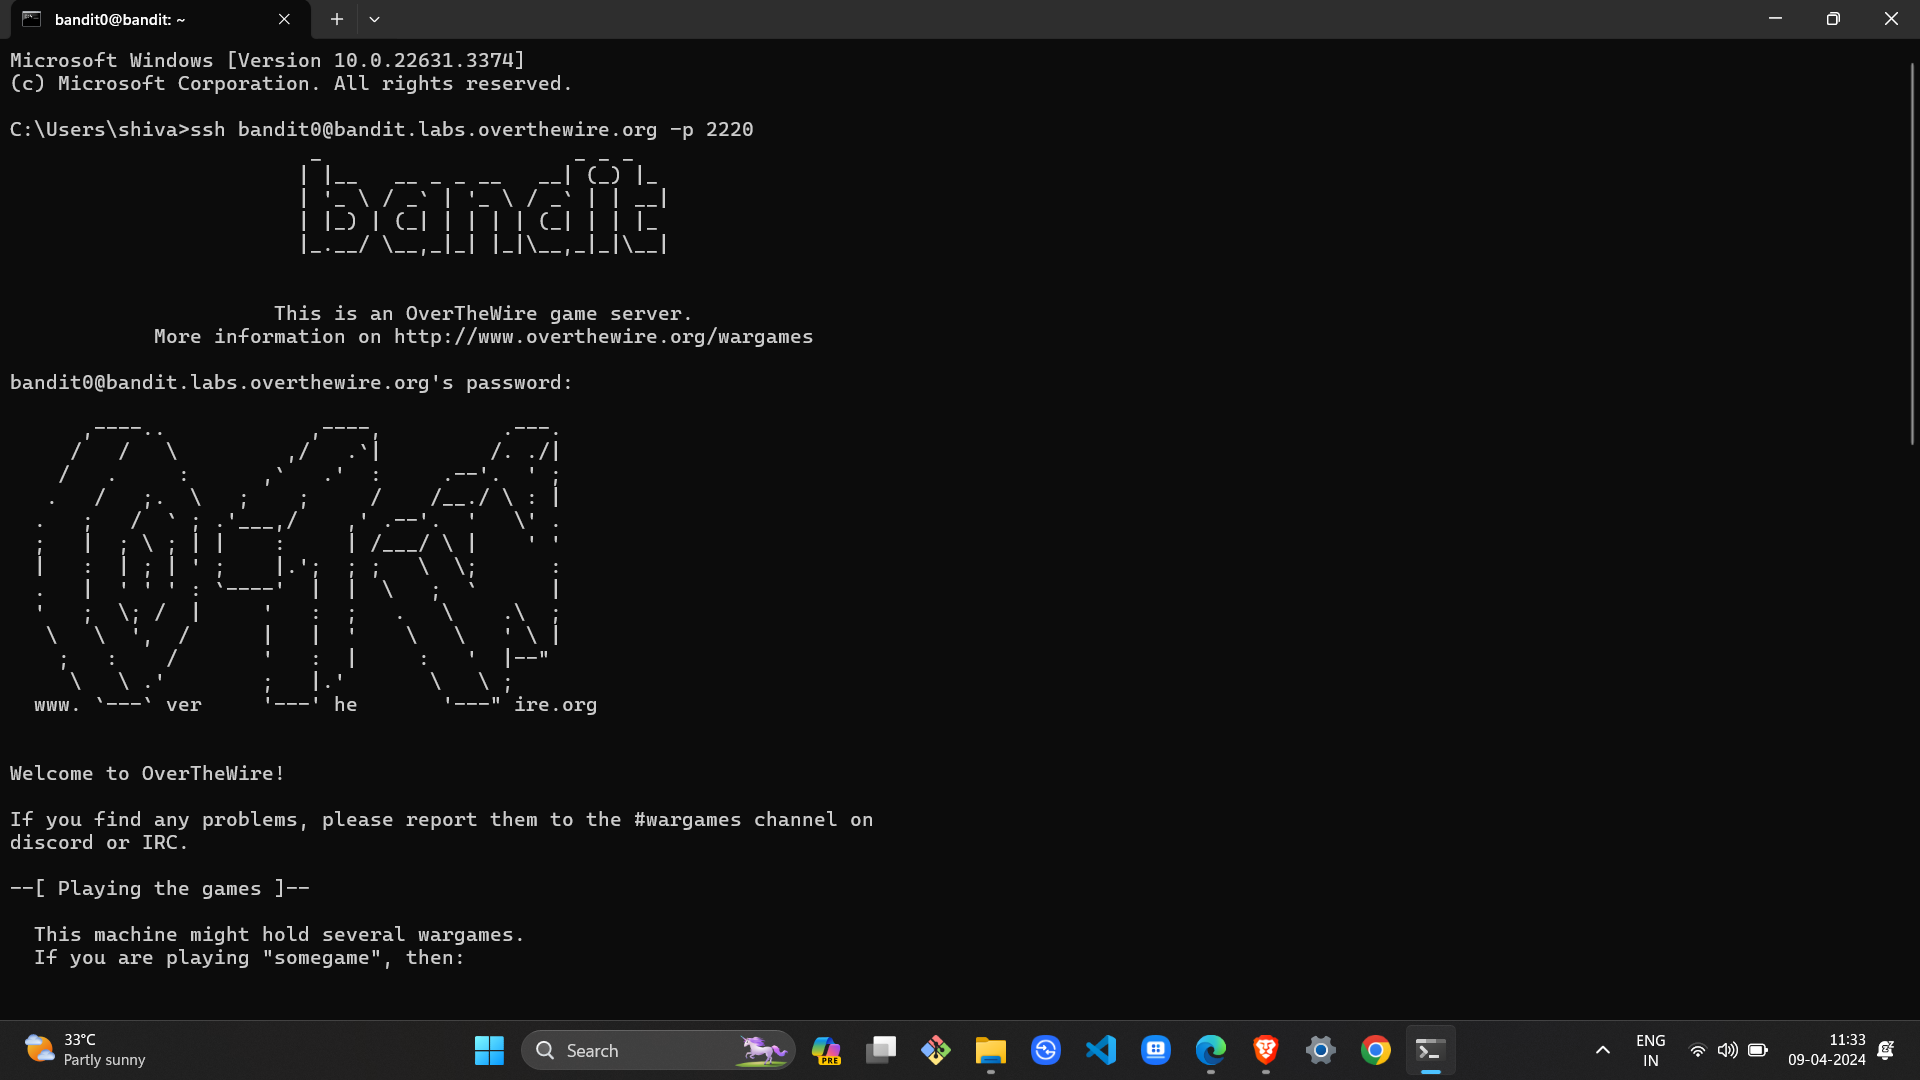 bandit0@bandit: ~
Microsoft Windows [Version 10.0.22631.3374]
(c) Microsoft Corporation. All rights reserved.
C:\Users\shiva>ssh bandit0@bandit.labs.overthewire.org -p 2220
bandit
This is an OverTheWire game server.
More information on http://www.overthewire.org/wargames
bandit0@bandit.labs.overthewire.org's password:
www. ver he ire.org
Welcome to OverTheWire!
If you find any problems, please report them to the #wargames channel on
discord or IRC.
--[ Playing the games ]--
This machine might hold several wargames.
If you are playing "somegame", then:
33°C
Partly sunny
Search
PRE
ENG
IN
11:33
09-04-2024